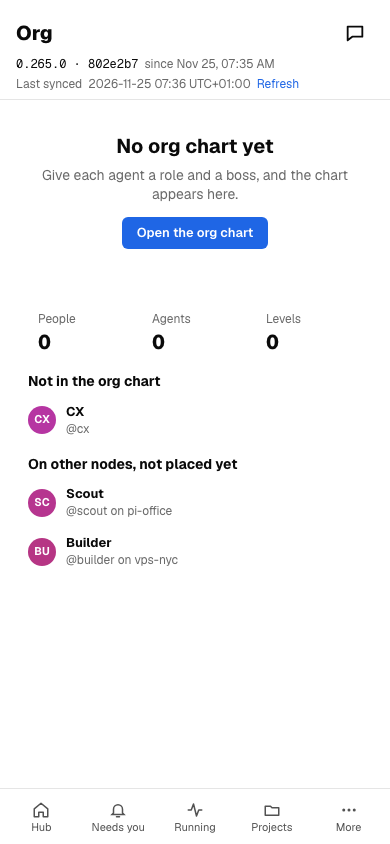 Org
0.265.0 · 802e2b7 since Nov 25, 07:35 AM
Last synced 2026-11-25 07:36 UTC+01:00 Refresh
No org chart yet
Give each agent a role and a boss, and the chart
appears here.
Open the org chart
People Agents Levels
0 0 0
Not in the org chart
CX CX
@cx
On other nodes, not placed yet
SC Scout
@scout on pi-office
BU Builder
@builder on vps-nyc
Hub Needs you Running Projects More